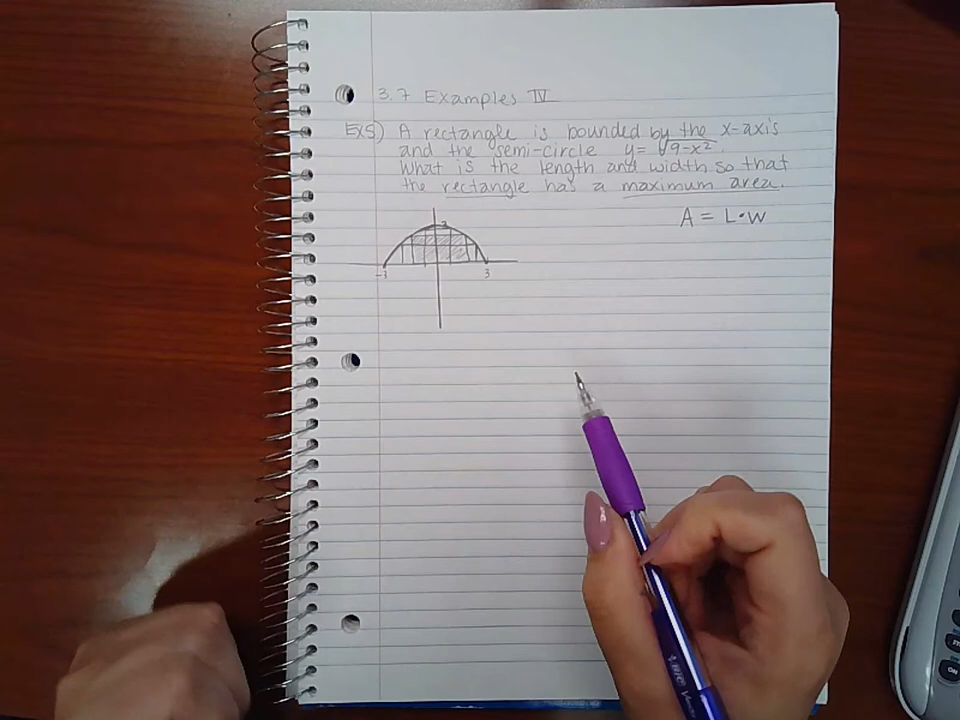 3.7 Examples IV
EX5) A rectangle is bounded by the x-axis
and the semi-circle y= √9-x²
What is the length and width so that
the rectangle has a maximum area.
A = L•W
3
-3 3
BIC
ON